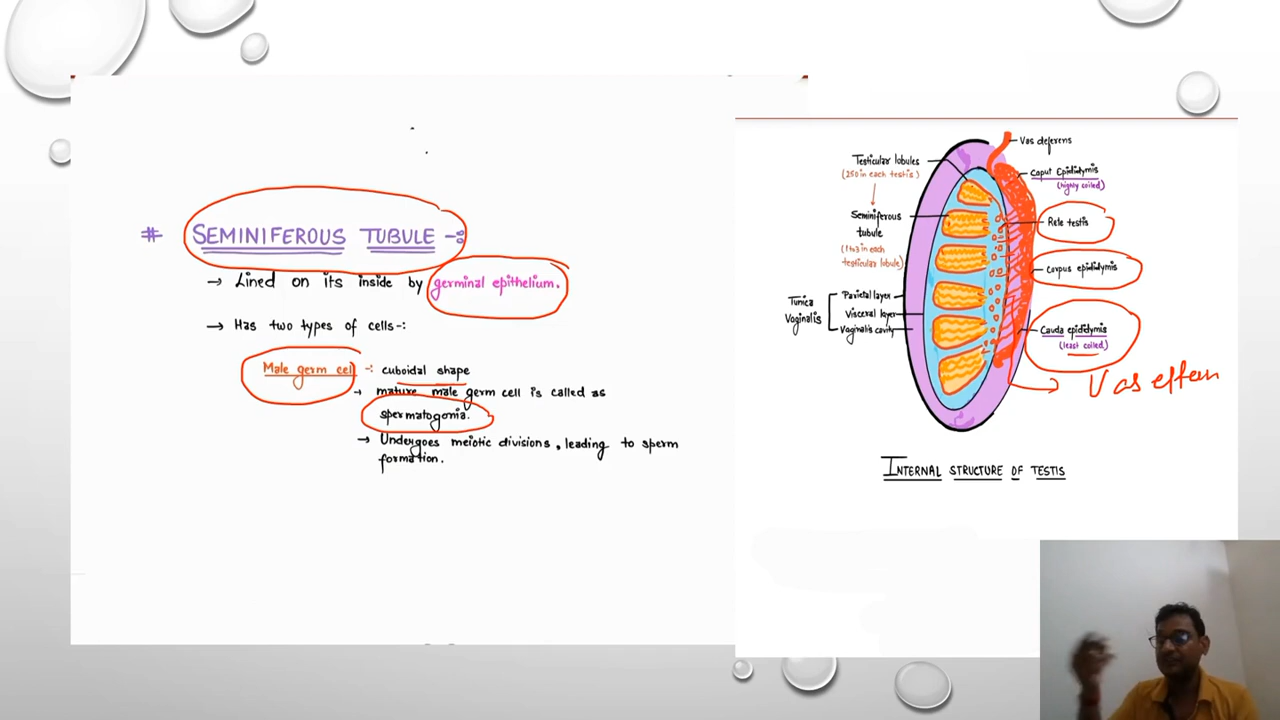 # SEMINIFEROUS TUBULE -:
→ Lined on its inside by germinal epithelium.
→ Has two types of cells-:
Male germ cell -: cuboidal shape
→ mature male germ cell is called as
spermatogonia.
→ Undergoes meiotic divisions, leading to sperm
formation.
Vas deferens
Testicular lobules
(250 in each testis)
Caput Epididymis
(highly coiled)
Seminiferous
tubule
(1 to 3 in each
testicular lobule)
Rete testis
Corpus epididymis
Tunica
Vaginalis
Parietal layer
Visceral layer
Vaginalis cavity
Cauda epididymis
(least coiled)
Vas effern
INTERNAL STRUCTURE OF TESTIS